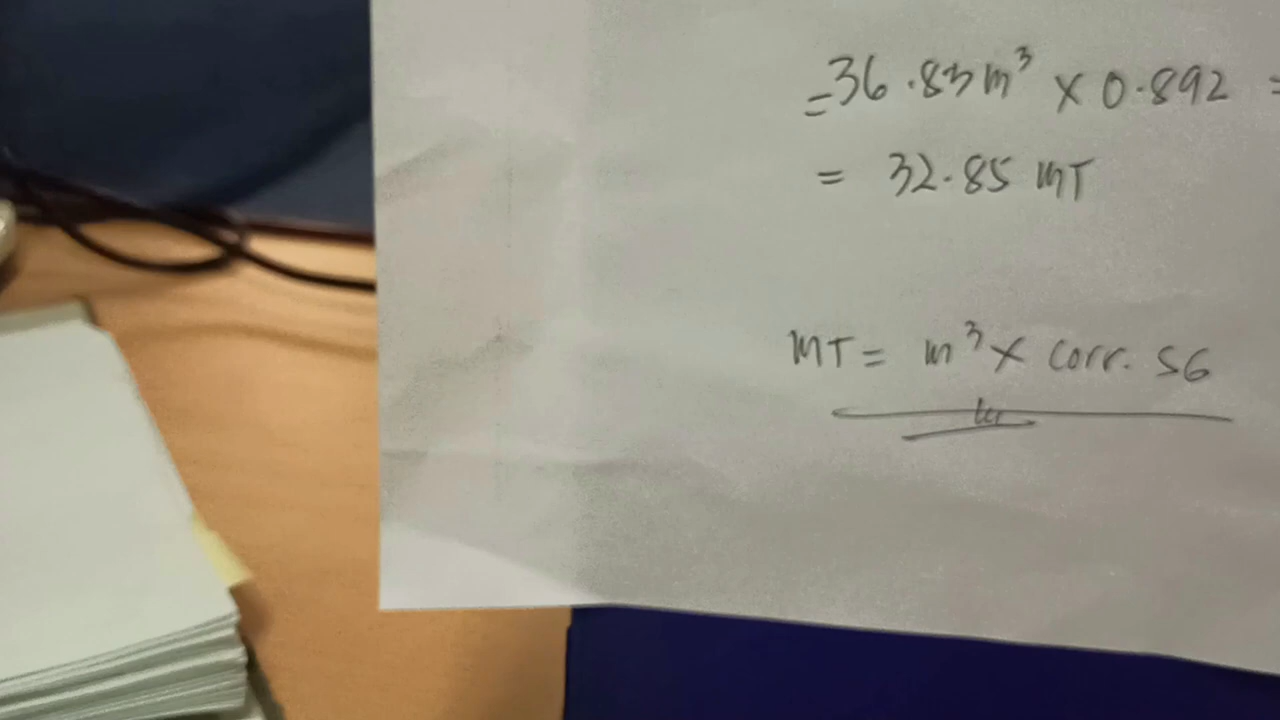 =36.83m³ × 0.892 =
= 32.85 MT
MT = m³ × Corr. SG